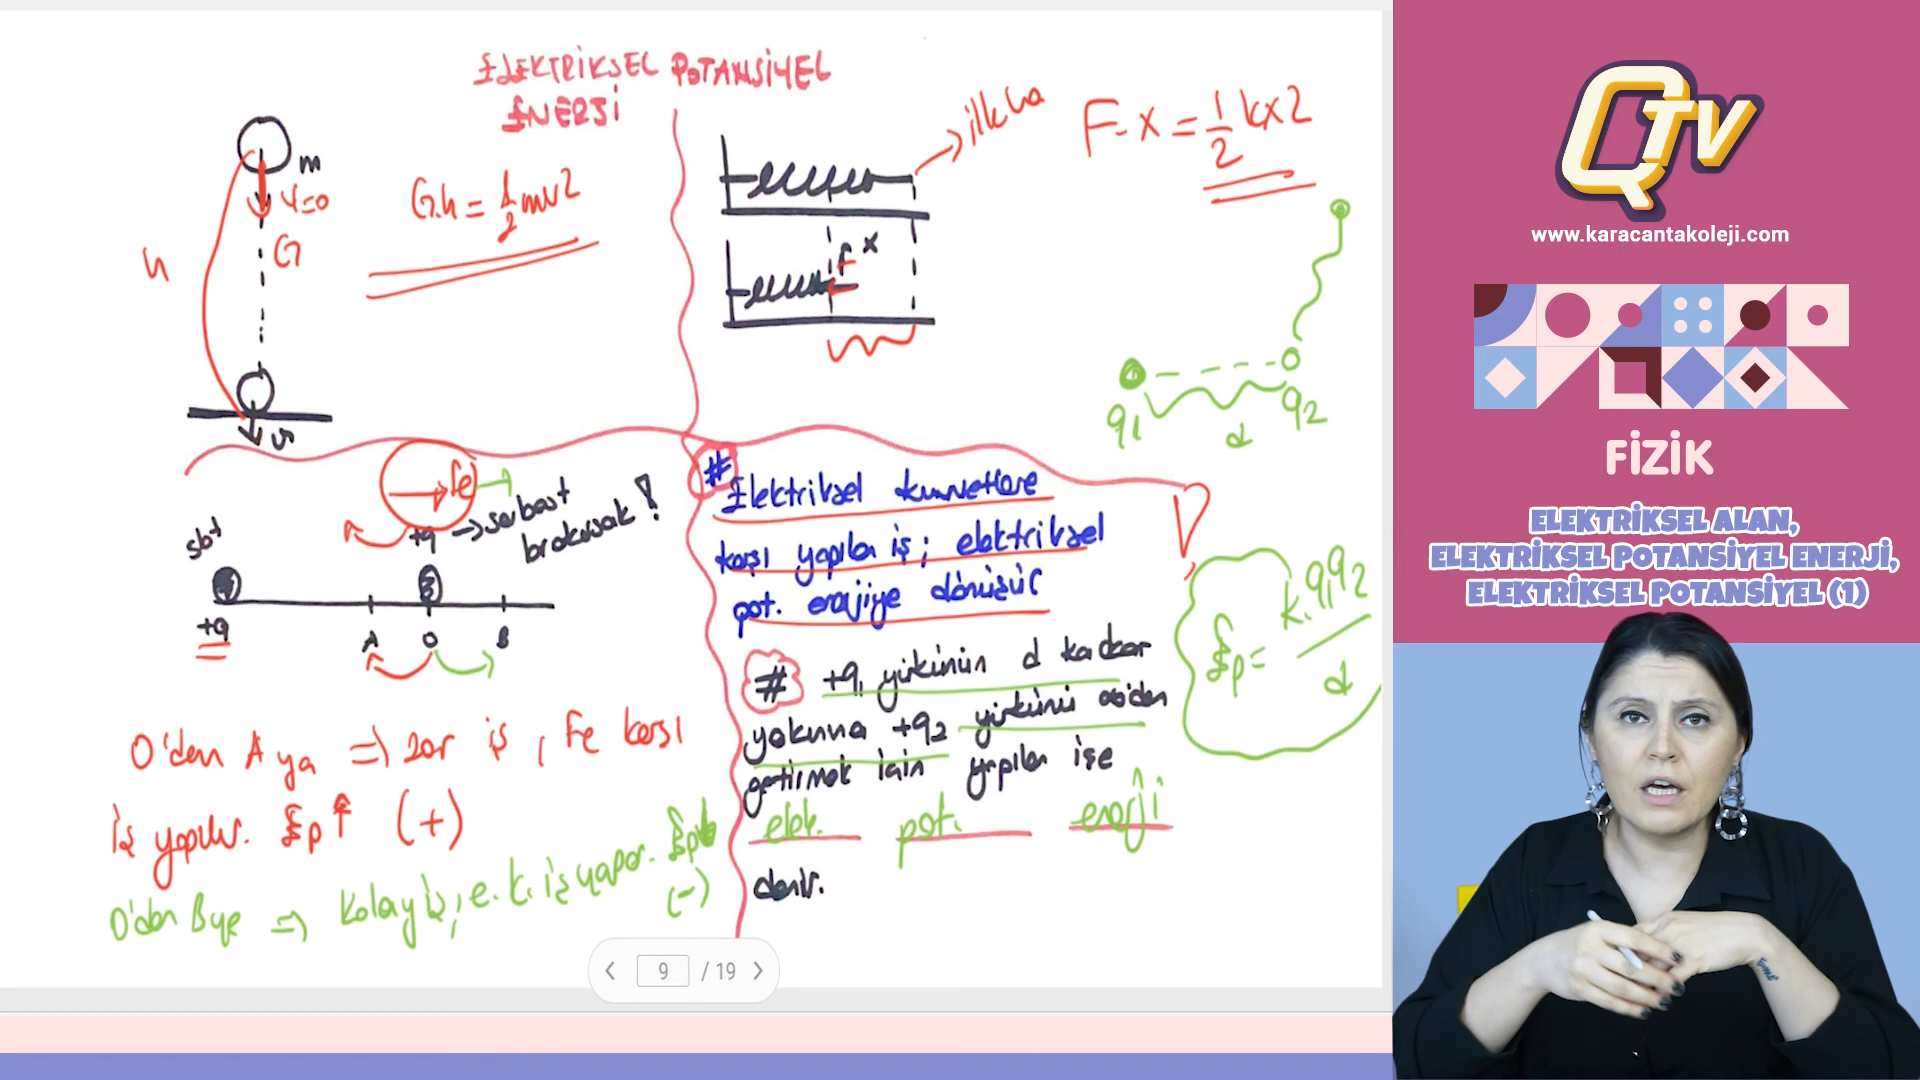 ELEKTRİKSEL POTANSİYEL
ENERJİ
m
V=0
G
h
G.h = 1/2 mv2
v
ilk ha
F. x = 1/2 kx2
F x
q1 d q2
sbt
Fe
+q → serbest
bırakırsak !
+q A O B
O'dan A ya => zor iş , Fe karşı
iş yapılır. Ep↑ (+)
O'dan B ye => Kolay iş; e.k. iş yapar. Ep↓
(-)
# Elektriksel kuvvetlere
karşı yapılan iş; elektriksel
pot. enerjiye dönüşür
# +q1 yükünün d kadar
yakınına +q2 yükünü ∞'dan
getirmek için yapılan işe
elek. pot. enerji
denir.
Ep = k.q1q2 / d
9 / 19
QTV
www.karacantakoleji.com
FİZİK
ELEKTRİKSEL ALAN,
ELEKTRİKSEL POTANSİYEL ENERJİ,
ELEKTRİKSEL POTANSİYEL (1)